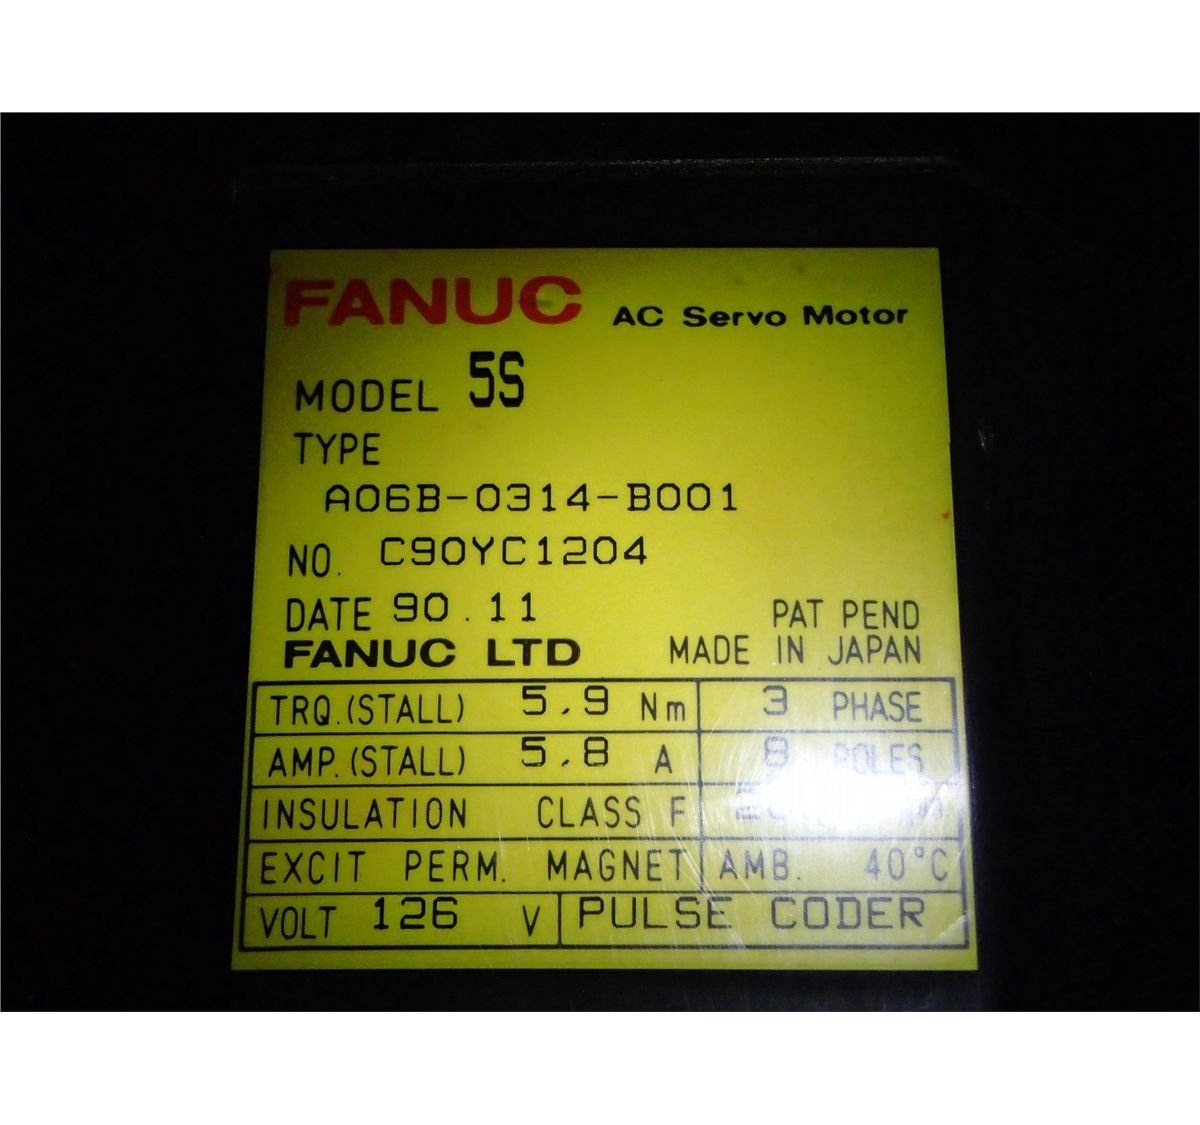 FANUC AC Servo Motor
MODEL 5S
TYPE
A06B-0314-B001
NO. C90YC1204
DATE 90.11 PAT PEND
FANUC LTD MADE IN JAPAN
TRQ.(STALL) 5.9 Nm 3 PHASE
AMP.(STALL) 5.8 A 8 POLES
INSULATION CLASS F
EXCIT PERM. MAGNET AMB. 40°C
VOLT 126 V PULSE CODER